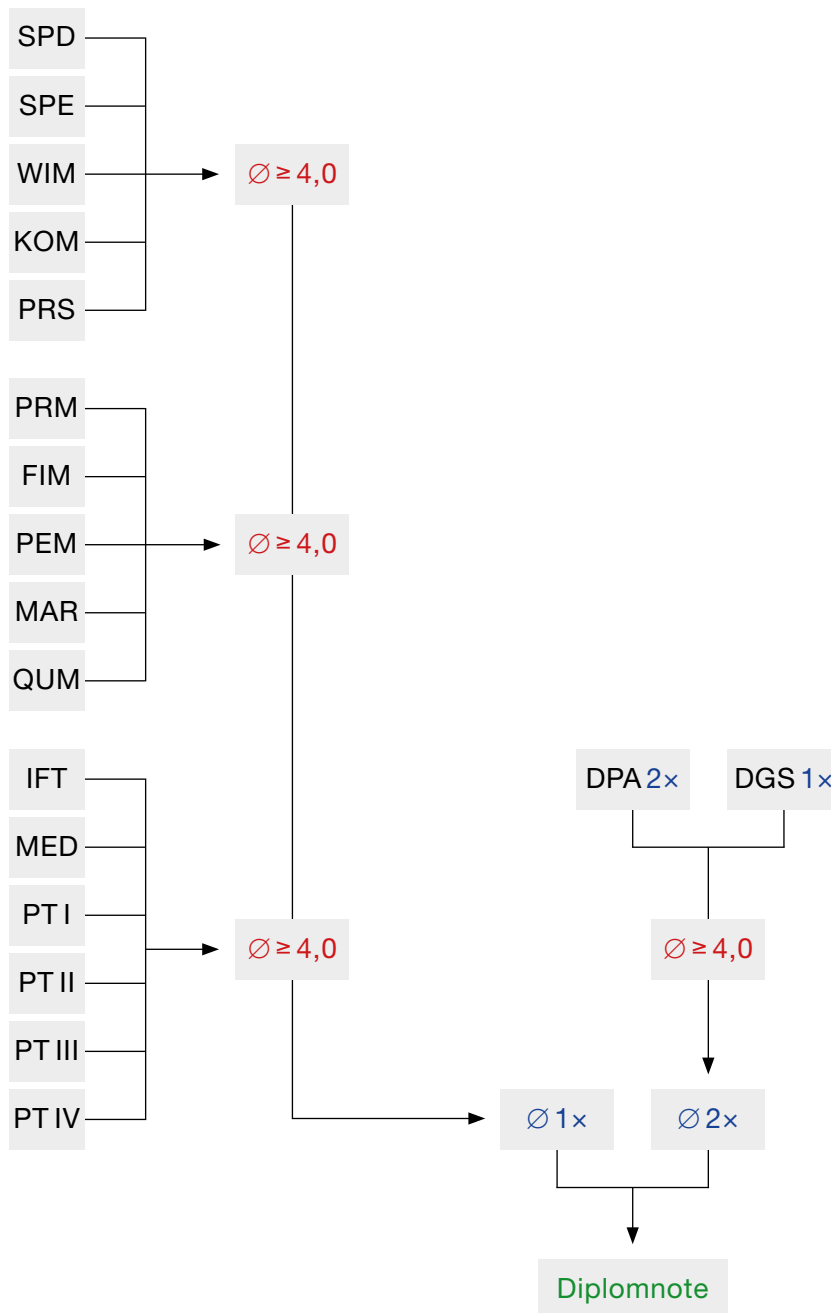 SPD
SPE
WIM
KOM
PRS
∅ ≥ 4,0
PRM
FIM
PEM
MAR
QUM
∅ ≥ 4,0
IFT
MED
PT I
PT II
PT III
PT IV
∅ ≥ 4,0
DPA 2×
DGS 1×
∅ ≥ 4,0
∅ 1×
∅ 2×
Diplomnote